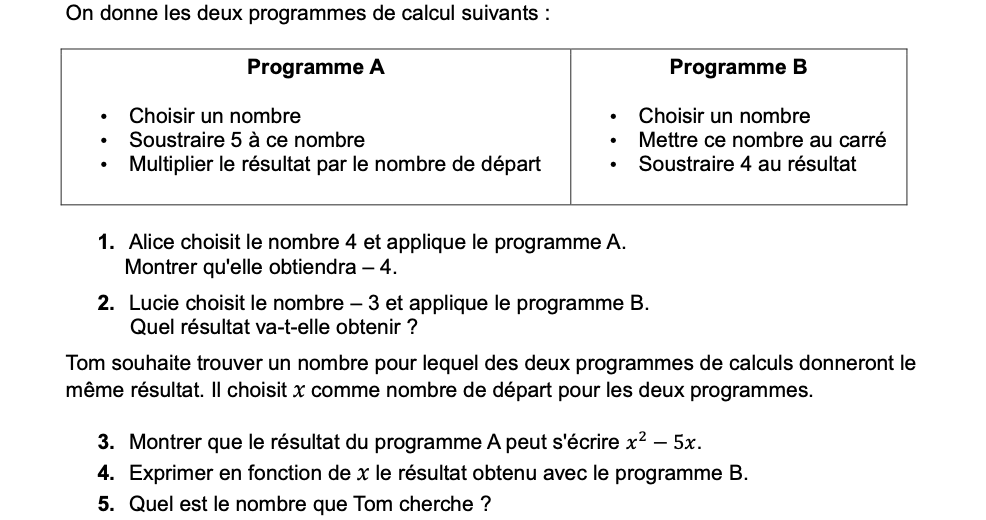 On donne les deux programmes de calcul suivants :
Programme A
• Choisir un nombre
• Soustraire 5 à ce nombre
• Multiplier le résultat par le nombre de départ
Programme B
• Choisir un nombre
• Mettre ce nombre au carré
• Soustraire 4 au résultat
1. Alice choisit le nombre 4 et applique le programme A.
Montrer qu'elle obtiendra – 4.
2. Lucie choisit le nombre – 3 et applique le programme B.
Quel résultat va-t-elle obtenir ?
Tom souhaite trouver un nombre pour lequel des deux programmes de calculs donneront le
même résultat. Il choisit x comme nombre de départ pour les deux programmes.
3. Montrer que le résultat du programme A peut s'écrire x² − 5x.
4. Exprimer en fonction de x le résultat obtenu avec le programme B.
5. Quel est le nombre que Tom cherche ?